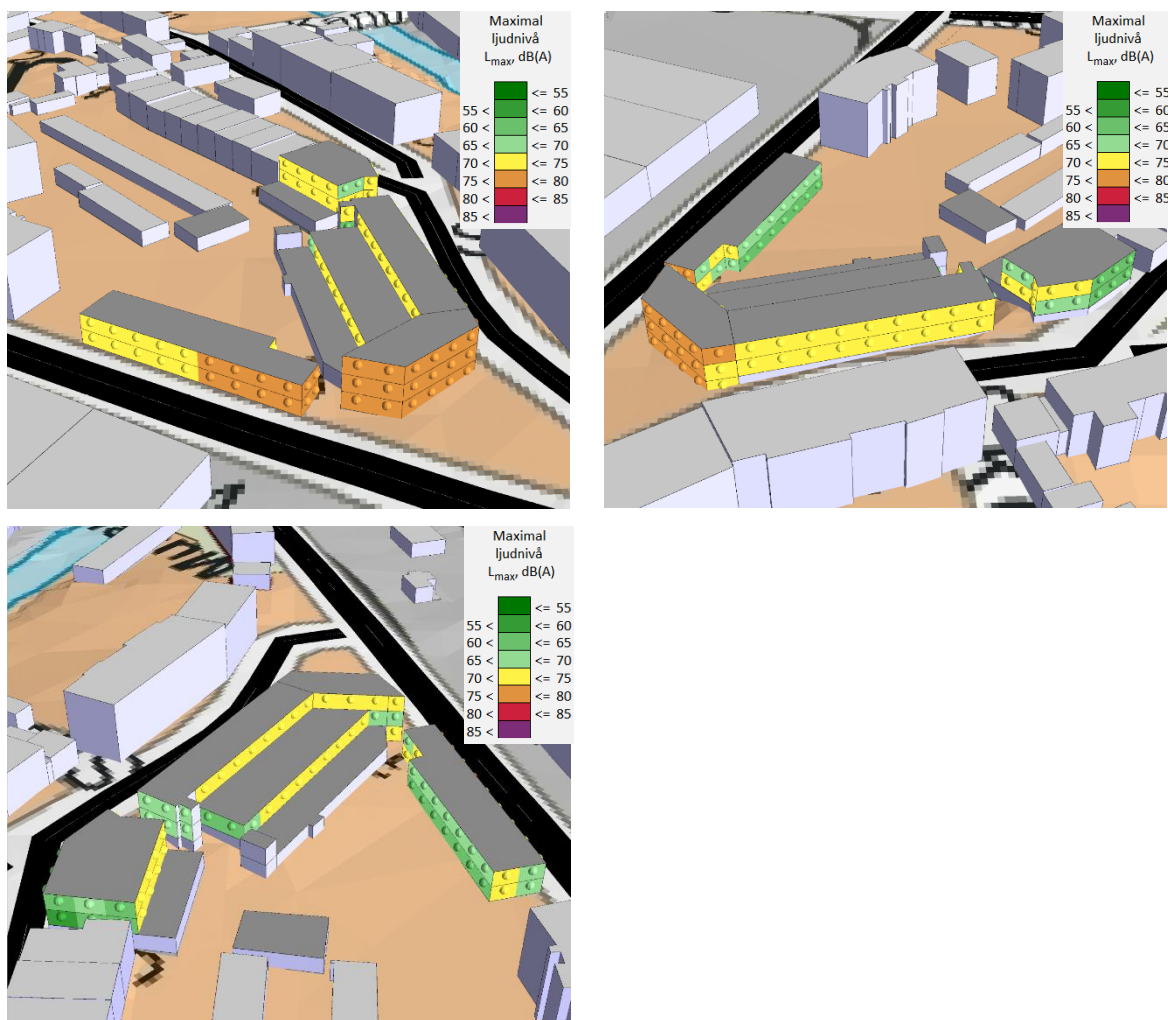 Maximal
ljudnivå
Lmax, dB(A)
<= 55
55 < <= 60
60 < <= 65
65 < <= 70
70 < <= 75
75 < <= 80
80 < <= 85
85 <
Maximal
ljudnivå
Lmax, dB(A)
<= 55
55 < <= 60
60 < <= 65
65 < <= 70
70 < <= 75
75 < <= 80
80 < <= 85
85 <
Maximal
ljudnivå
Lmax, dB(A)
<= 55
55 < <= 60
60 < <= 65
65 < <= 70
70 < <= 75
75 < <= 80
80 < <= 85
85 <